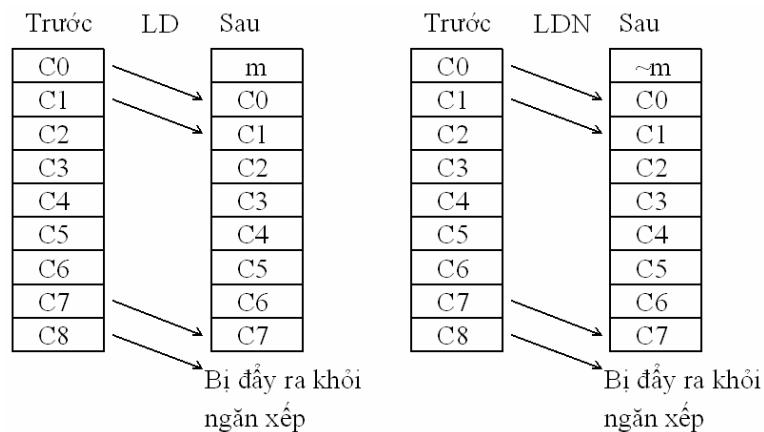 Trước LD Sau Trước LDN Sau
C0 m C0 ~m
C1 C0 C1 C0
C2 C1 C2 C1
C3 C2 C3 C2
C4 C3 C4 C3
C5 C4 C5 C4
C6 C5 C6 C5
C7 C6 C7 C6
C8 C7 C8 C7
Bị đẩy ra khỏi Bị đẩy ra khỏi
ngăn xếp ngăn xếp